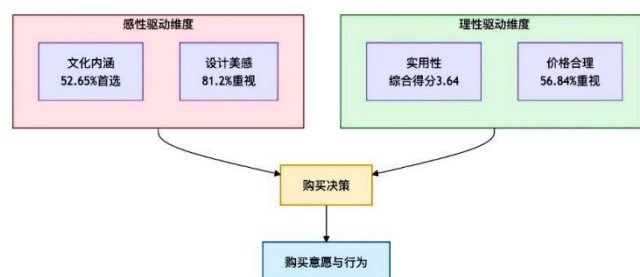 感性驱动维度
文化内涵
52.65%首选
设计美感
81.2%重视
理性驱动维度
实用性
综合得分3.64
价格合理
56.84%重视
购买决策
购买意愿与行为